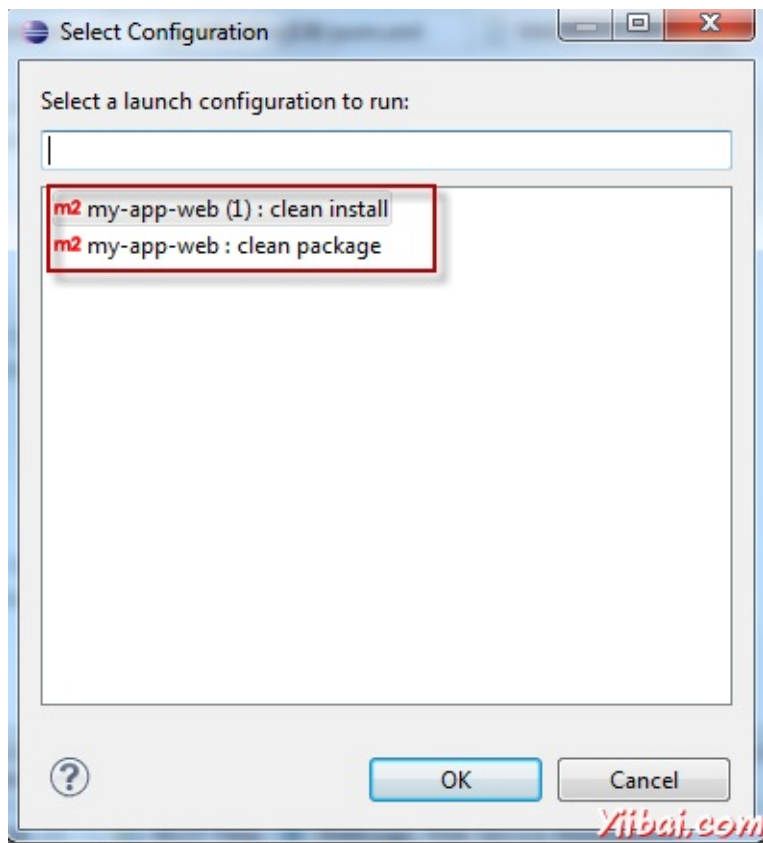 Select Configuration
Select a launch configuration to run:
m2 my-app-web (1) : clean install
m2 my-app-web : clean package
?
OK
Cancel
Yiibai.com